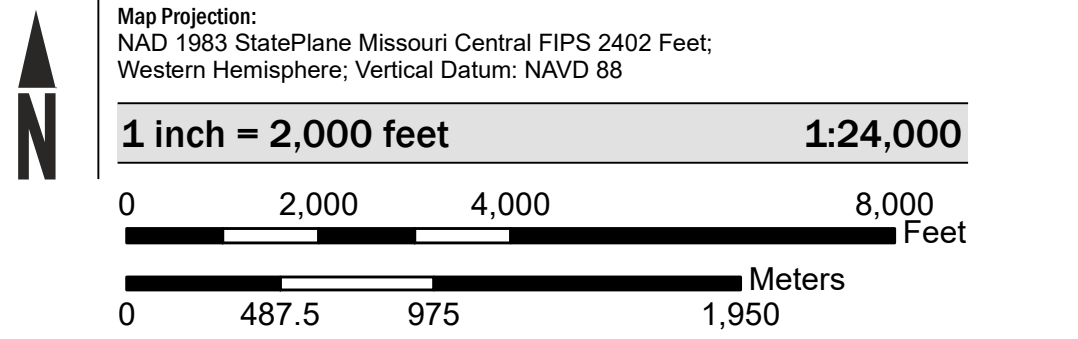 N
Map Projection:
NAD 1983 StatePlane Missouri Central FIPS 2402 Feet;
Western Hemisphere; Vertical Datum: NAVD 88
1 inch = 2,000 feet 1:24,000
0 2,000 4,000 8,000
Feet
Meters
0 487.5 975 1,950